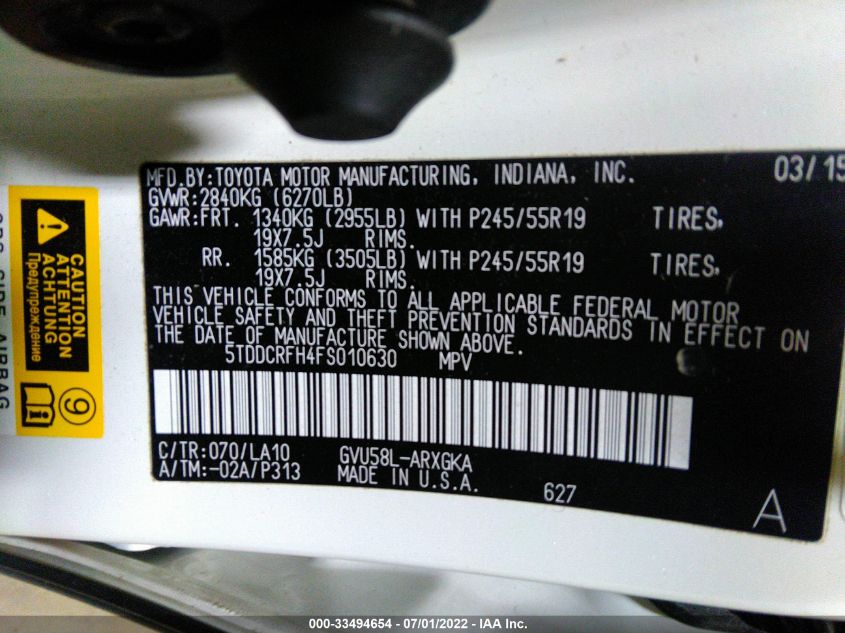 MFD.BY:TOYOTA MOTOR MANUFACTURING, INDIANA, INC. 03/15
GVWR:2840KG (6270LB)
GAWR:FRT. 1340KG (2955LB) WITH P245/55R19 TIRES,
19X7.5J RIMS.
RR. 1585KG (3505LB) WITH P245/55R19 TIRES,
19X7.5J RIMS.
THIS VEHICLE CONFORMS TO ALL APPLICABLE FEDERAL MOTOR
VEHICLE SAFETY AND THEFT PREVENTION STANDARDS IN EFFECT ON
THE DATE OF MANUFACTURE SHOWN ABOVE.
5TDDCRFH4FS010630 MPV
C/TR:070/LA10 GVU58L-ARXGKA
A/TM:-02A/P313 MADE IN U.S.A.
627
A
CAUTION
ATTENTION
ACHTUNG
Предупреждение
9
SRS SIDE AIRBAG
000-33494654 - 07/01/2022 - IAA Inc.